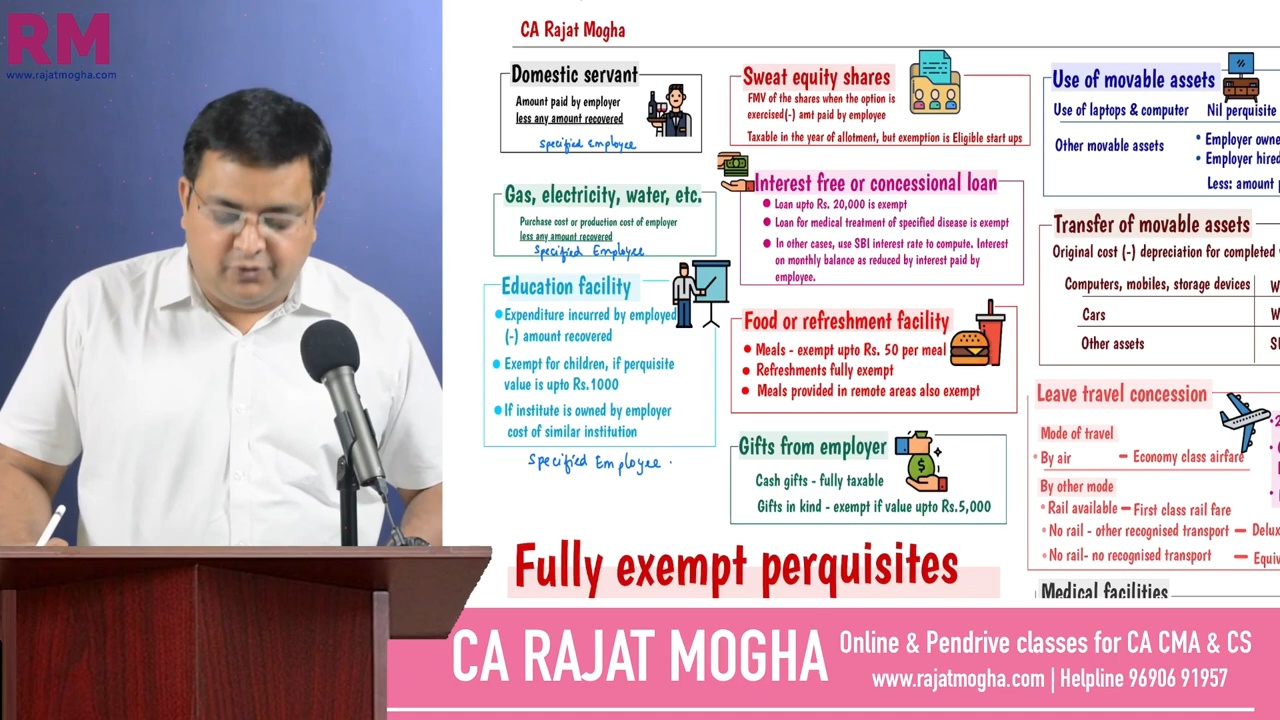 RM
www.rajatmogha.com
CA Rajat Mogha
Domestic servant
Amount paid by employer
less any amount recovered
Specified Employee
Gas, electricity, water, etc.
Purchase cost or production cost of employer
less any amount recovered
Specified Employee
Education facility
Expenditure incurred by employed
(-) amount recovered
Exempt for children, if perquisite
value is upto Rs.1000
If institute is owned by employer
cost of similar institution
Specified Employee.
Sweat equity shares
FMV of the shares when the option is
exercised(-) amt paid by employee
Taxable in the year of allotment, but exemption is Eligible start ups
Interest free or concessional loan
Loan upto Rs. 20,000 is exempt
Loan for medical treatment of specified disease is exempt
In other cases, use SBI interest rate to compute. Interest
on monthly balance as reduced by interest paid by
employee.
Food or refreshment facility
Meals - exempt upto Rs. 50 per meal
Refreshments fully exempt
Meals provided in remote areas also exempt
Gifts from employer
Cash gifts - fully taxable
Gifts in kind - exempt if value upto Rs.5,000
Use of movable assets
Use of laptops & computer Nil perquisite
Other movable assets
• Employer owne
• Employer hired
Less: amount p
Transfer of movable assets
Original cost (-) depreciation for completed
Computers, mobiles, storage devices W
Cars W
Other assets S
Leave travel concession
Mode of travel
• By air – Economy class airfare
By other mode
• Rail available – First class rail fare
• No rail - other recognised transport – Delux
• No rail- no recognised transport – Equiv
Medical facilities
Fully exempt perquisites
CA RAJAT MOGHA
Online & Pendrive classes for CA CMA & CS
www.rajatmogha.com | Helpline 96906 91957